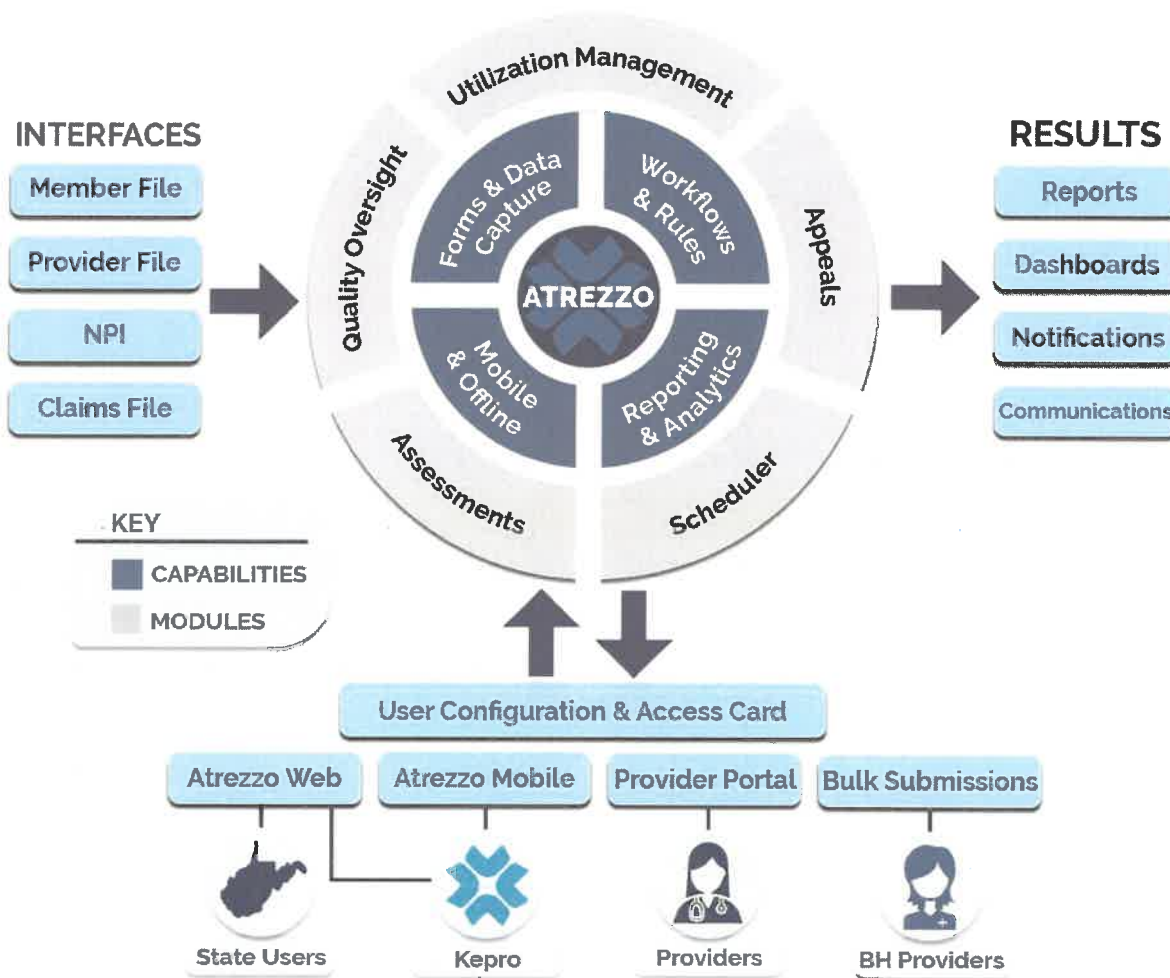 INTERFACES
Member File
Provider File
NPI
Claims File
Utilization Management
Quality Oversight
Appeals
Assessments
Scheduler
Forms & Data
Capture
Workflows
& Rules
ATREZZO
Mobile
& Offline
Reporting
& Analytics
RESULTS
Reports
Dashboards
Notifications
Communications
KEY
CAPABILITIES
MODULES
User Configuration & Access Card
Atrezzo Web
Atrezzo Mobile
Provider Portal
Bulk Submissions
State Users
Kepro
Providers
BH Providers